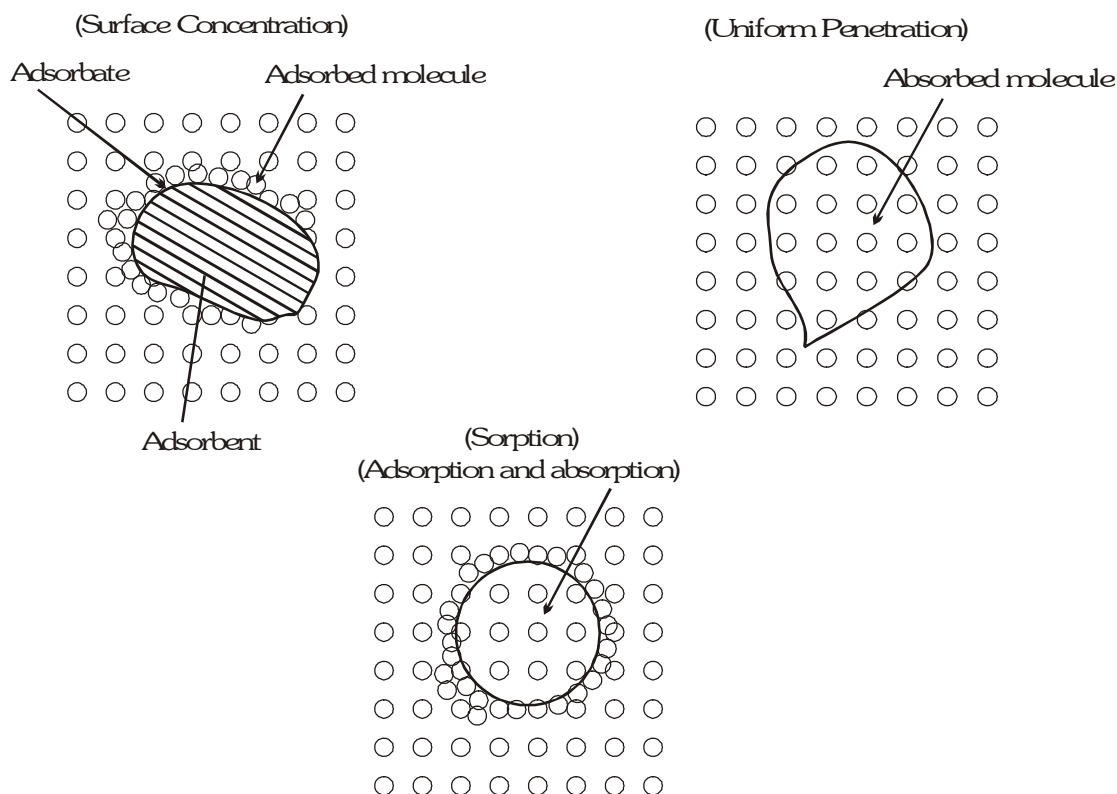 (Surface Concentration)
(Uniform Penetration)
Adsorbate
Adsorbed molecule
Absorbed molecule
Adsorbent
(Sorption)
(Adsorption and absorption)